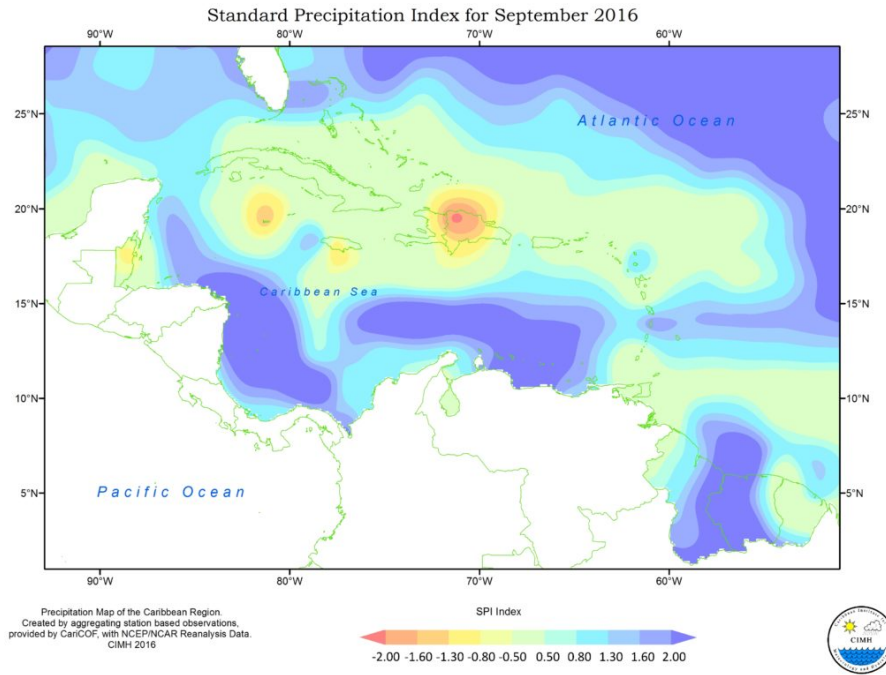 Standard Precipitation Index for September 2016
90°W 80°W 70°W 60°W
25°N 25°N
Atlantic Ocean
20°N 20°N
Caribbean Sea
15°N 15°N
10°N 10°N
Pacific Ocean
5°N 5°N
90°W 80°W 70°W 60°W
Precipitation Map of the Caribbean Region.
Created by aggregating station based observations,
provided by CariCOF, with NCEP/NCAR Reanalysis Data.
CIMH 2016
SPI Index
-2.00 -1.60 -1.30 -0.80 -0.50 0.50 0.80 1.30 1.60 2.00
CIMH